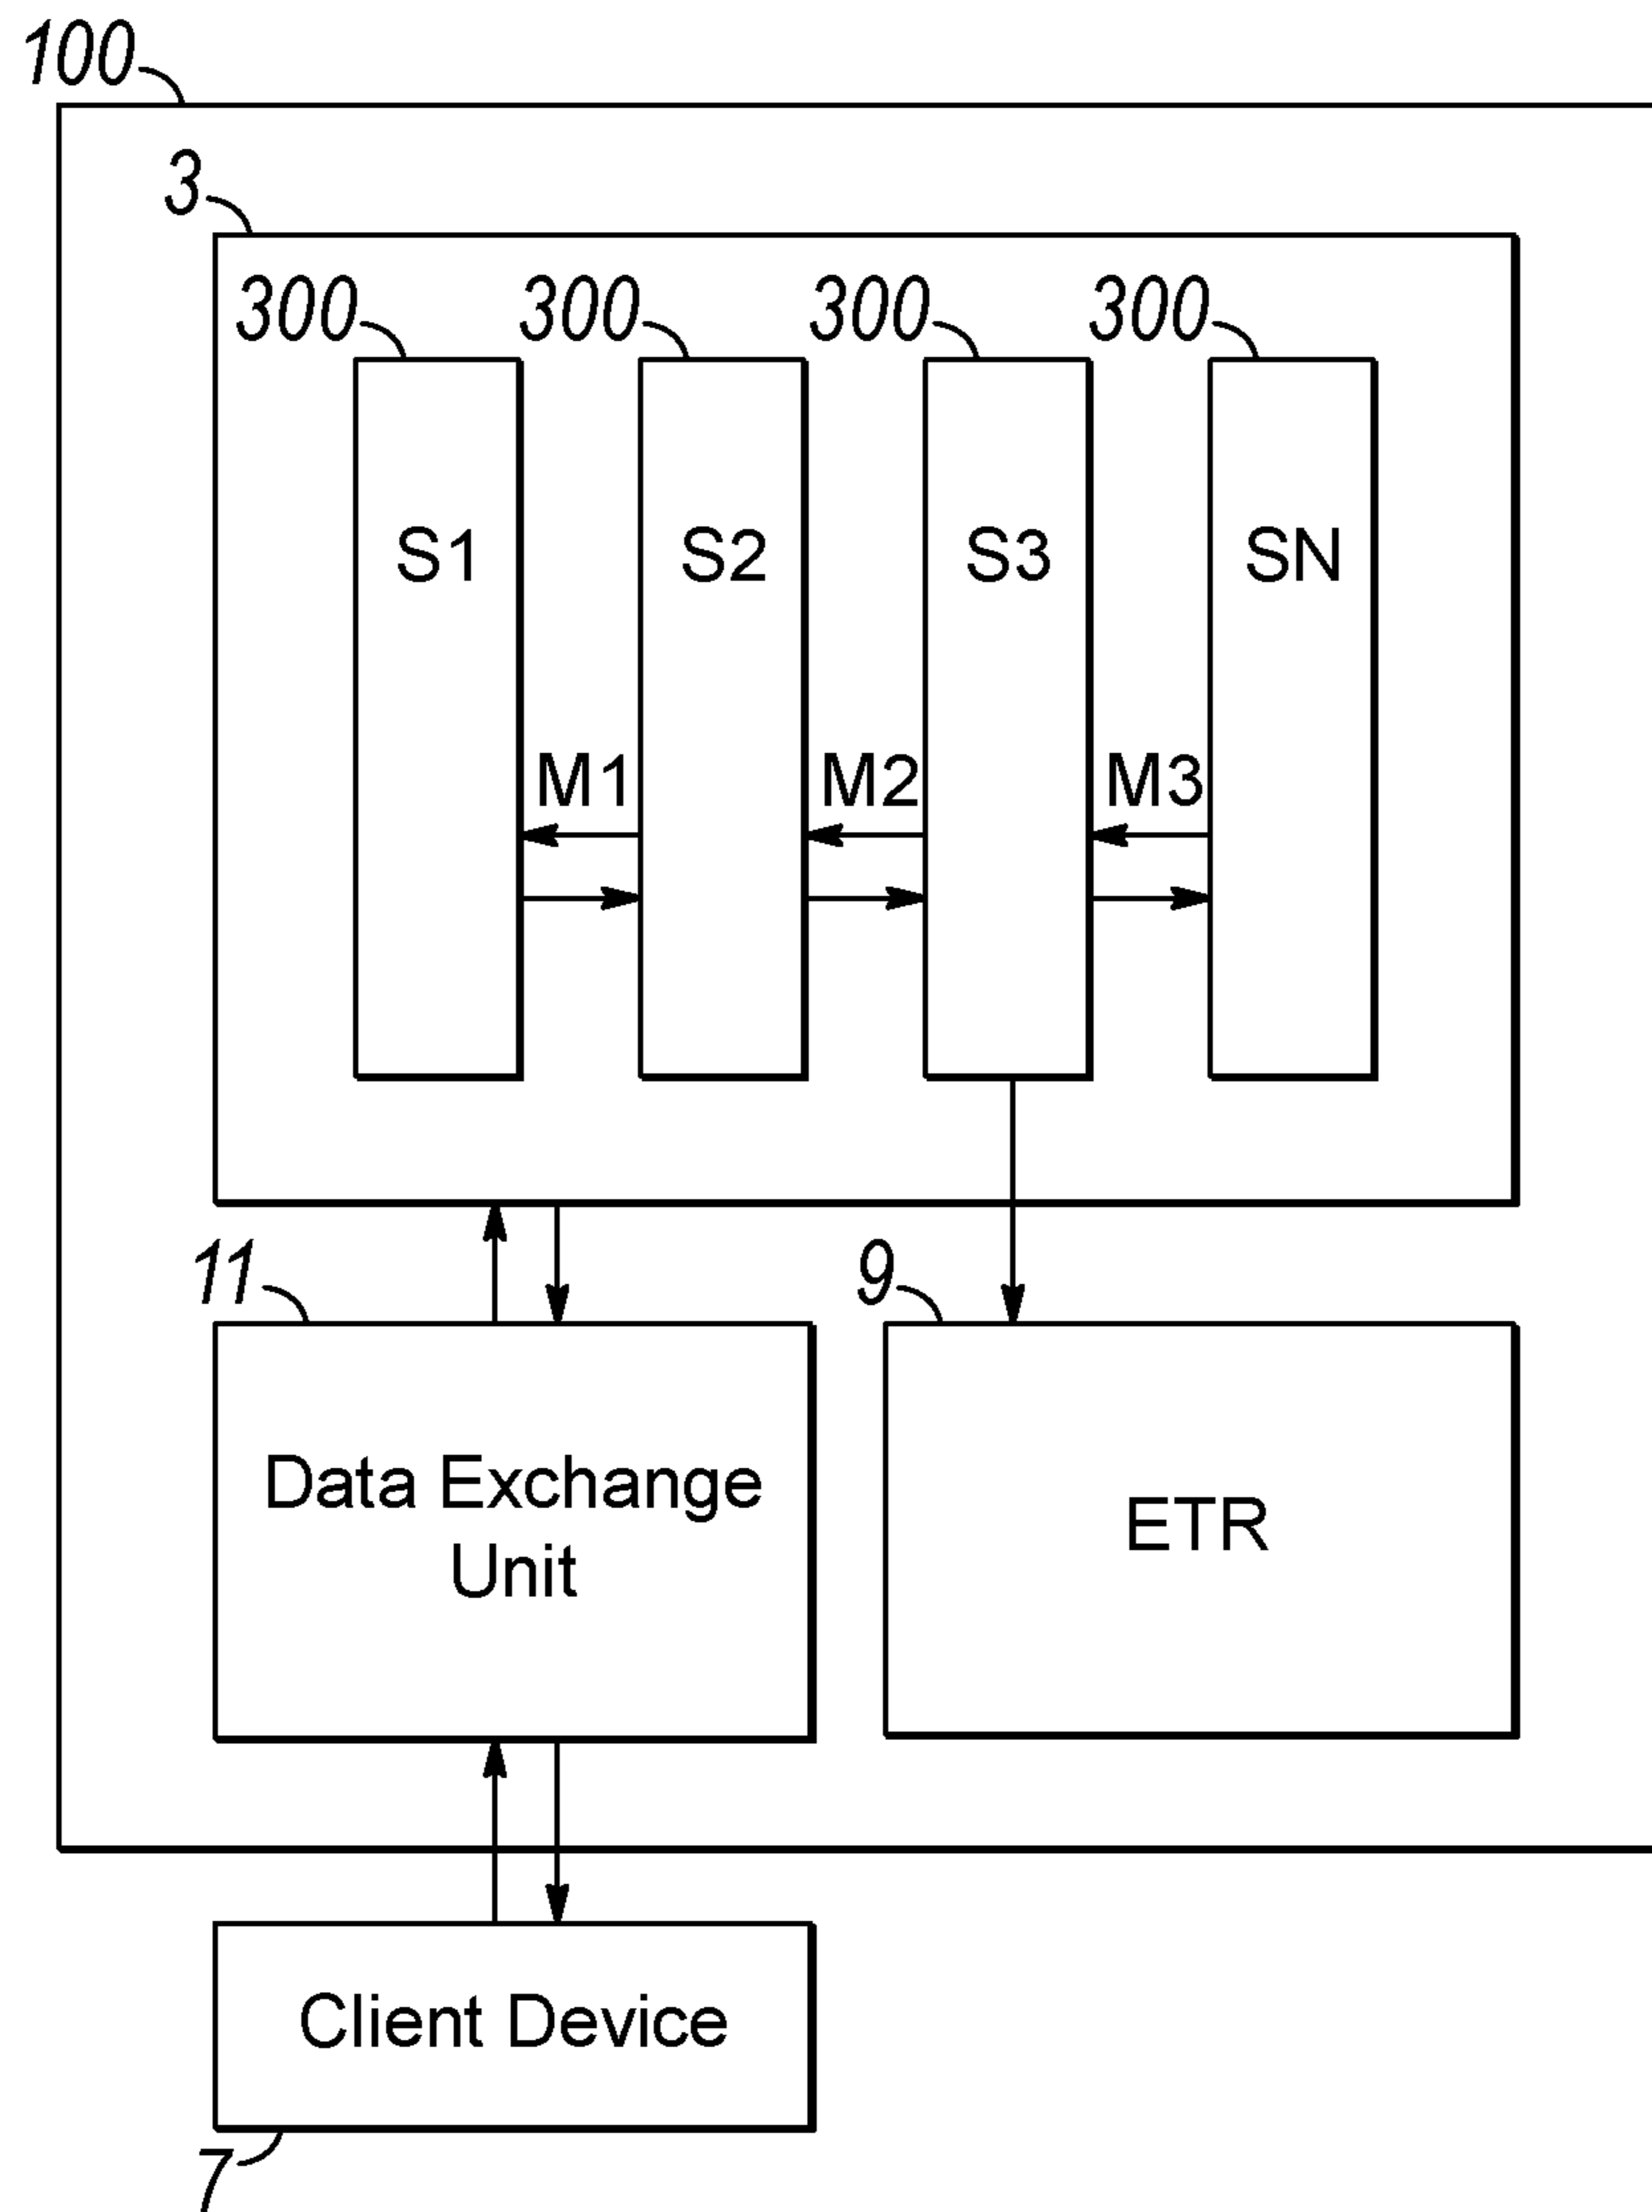 100
3
300 300 300 300
S1 S2 S3 SN
M1 M2 M3
11 9
Data Exchange
Unit
ETR
Client Device
7